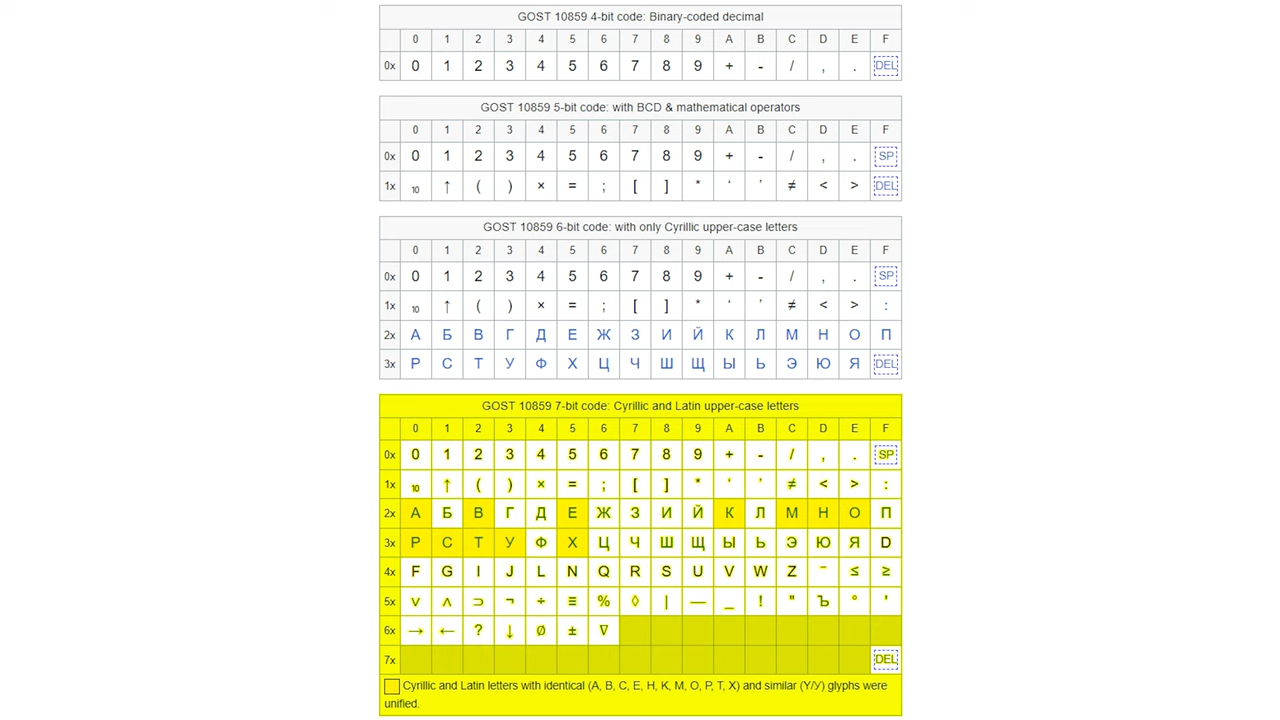 GOST 10859 4-bit code: Binary-coded decimal
0 1 2 3 4 5 6 7 8 9 A B C D E F
0x 0 1 2 3 4 5 6 7 8 9 + - / , . DEL
GOST 10859 5-bit code: with BCD & mathematical operators
0 1 2 3 4 5 6 7 8 9 A B C D E F
0x 0 1 2 3 4 5 6 7 8 9 + - / , . SP
1x ⏨ ↑ ( ) × = ; [ ] * ‘ ’ ≠ < > DEL
GOST 10859 6-bit code: with only Cyrillic upper-case letters
0 1 2 3 4 5 6 7 8 9 A B C D E F
0x 0 1 2 3 4 5 6 7 8 9 + - / , . SP
1x ⏨ ↑ ( ) × = ; [ ] * ‘ ’ ≠ < > :
2x А Б В Г Д Е Ж З И Й К Л М Н О П
3x Р С Т У Ф Х Ц Ч Ш Щ Ы Ь Э Ю Я DEL
GOST 10859 7-bit code: Cyrillic and Latin upper-case letters
0 1 2 3 4 5 6 7 8 9 A B C D E F
0x 0 1 2 3 4 5 6 7 8 9 + - / , . SP
1x ⏨ ↑ ( ) × = ; [ ] * ‘ ’ ≠ < > :
2x А Б В Г Д Е Ж З И Й К Л М Н О П
3x Р С Т У Ф Х Ц Ч Ш Щ Ы Ь Э Ю Я D
4x F G I J L N Q R S U V W Z ‾ ≤ ≥
5x ∨ ∧ ⊃ ¬ ÷ ≡ % ◊ | — _ ! " Ъ ° ′
6x → ← ? ↓ ∅ ± ∇
7x DEL
Cyrillic and Latin letters with identical (A, B, C, E, H, K, M, O, P, T, X) and similar (Y/У) glyphs were
unified.